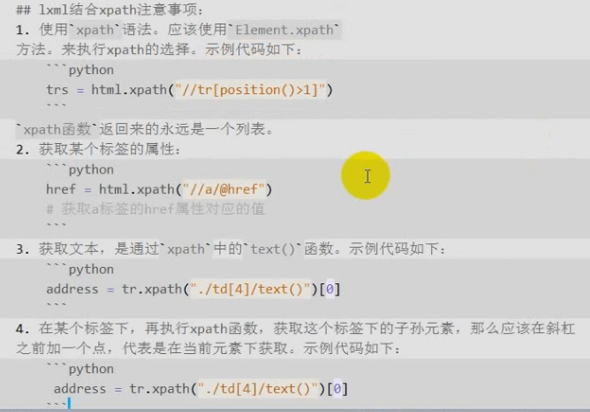 ## lxml结合xpath注意事项：
1. 使用`xpath`语法。应该使用`Element.xpath`
方法。来执行xpath的选择。示例代码如下：
```python
trs = html.xpath("//tr[position()>1]")
```
`xpath函数`返回来的永远是一个列表。
2. 获取某个标签的属性：
```python
href = html.xpath("//a/@href")
# 获取a标签的href属性对应的值
```
3. 获取文本，是通过`xpath`中的`text()`函数。示例代码如下：
```python
address = tr.xpath("./td[4]/text()")[0]
```
4. 在某个标签下，再执行xpath函数，获取这个标签下的子孙元素，那么应该在斜杠
之前加一个点，代表是在当前元素下获取。示例代码如下：
```python
address = tr.xpath("./td[4]/text()")[0]
```